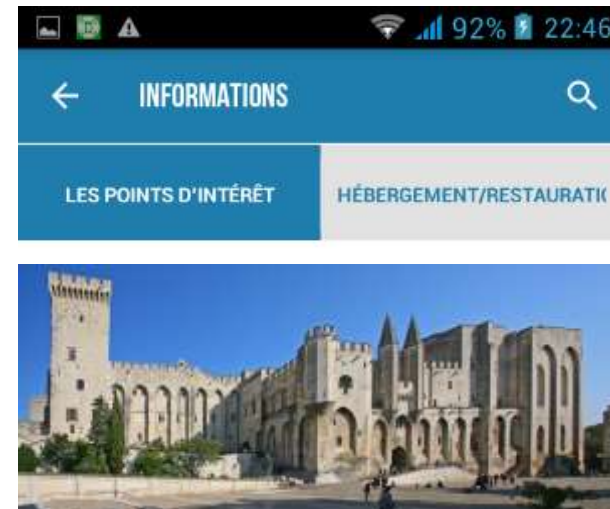 92% 22:46
INFORMATIONS
LES POINTS D'INTÉRÊT HÉBERGEMENT/RESTAURATI